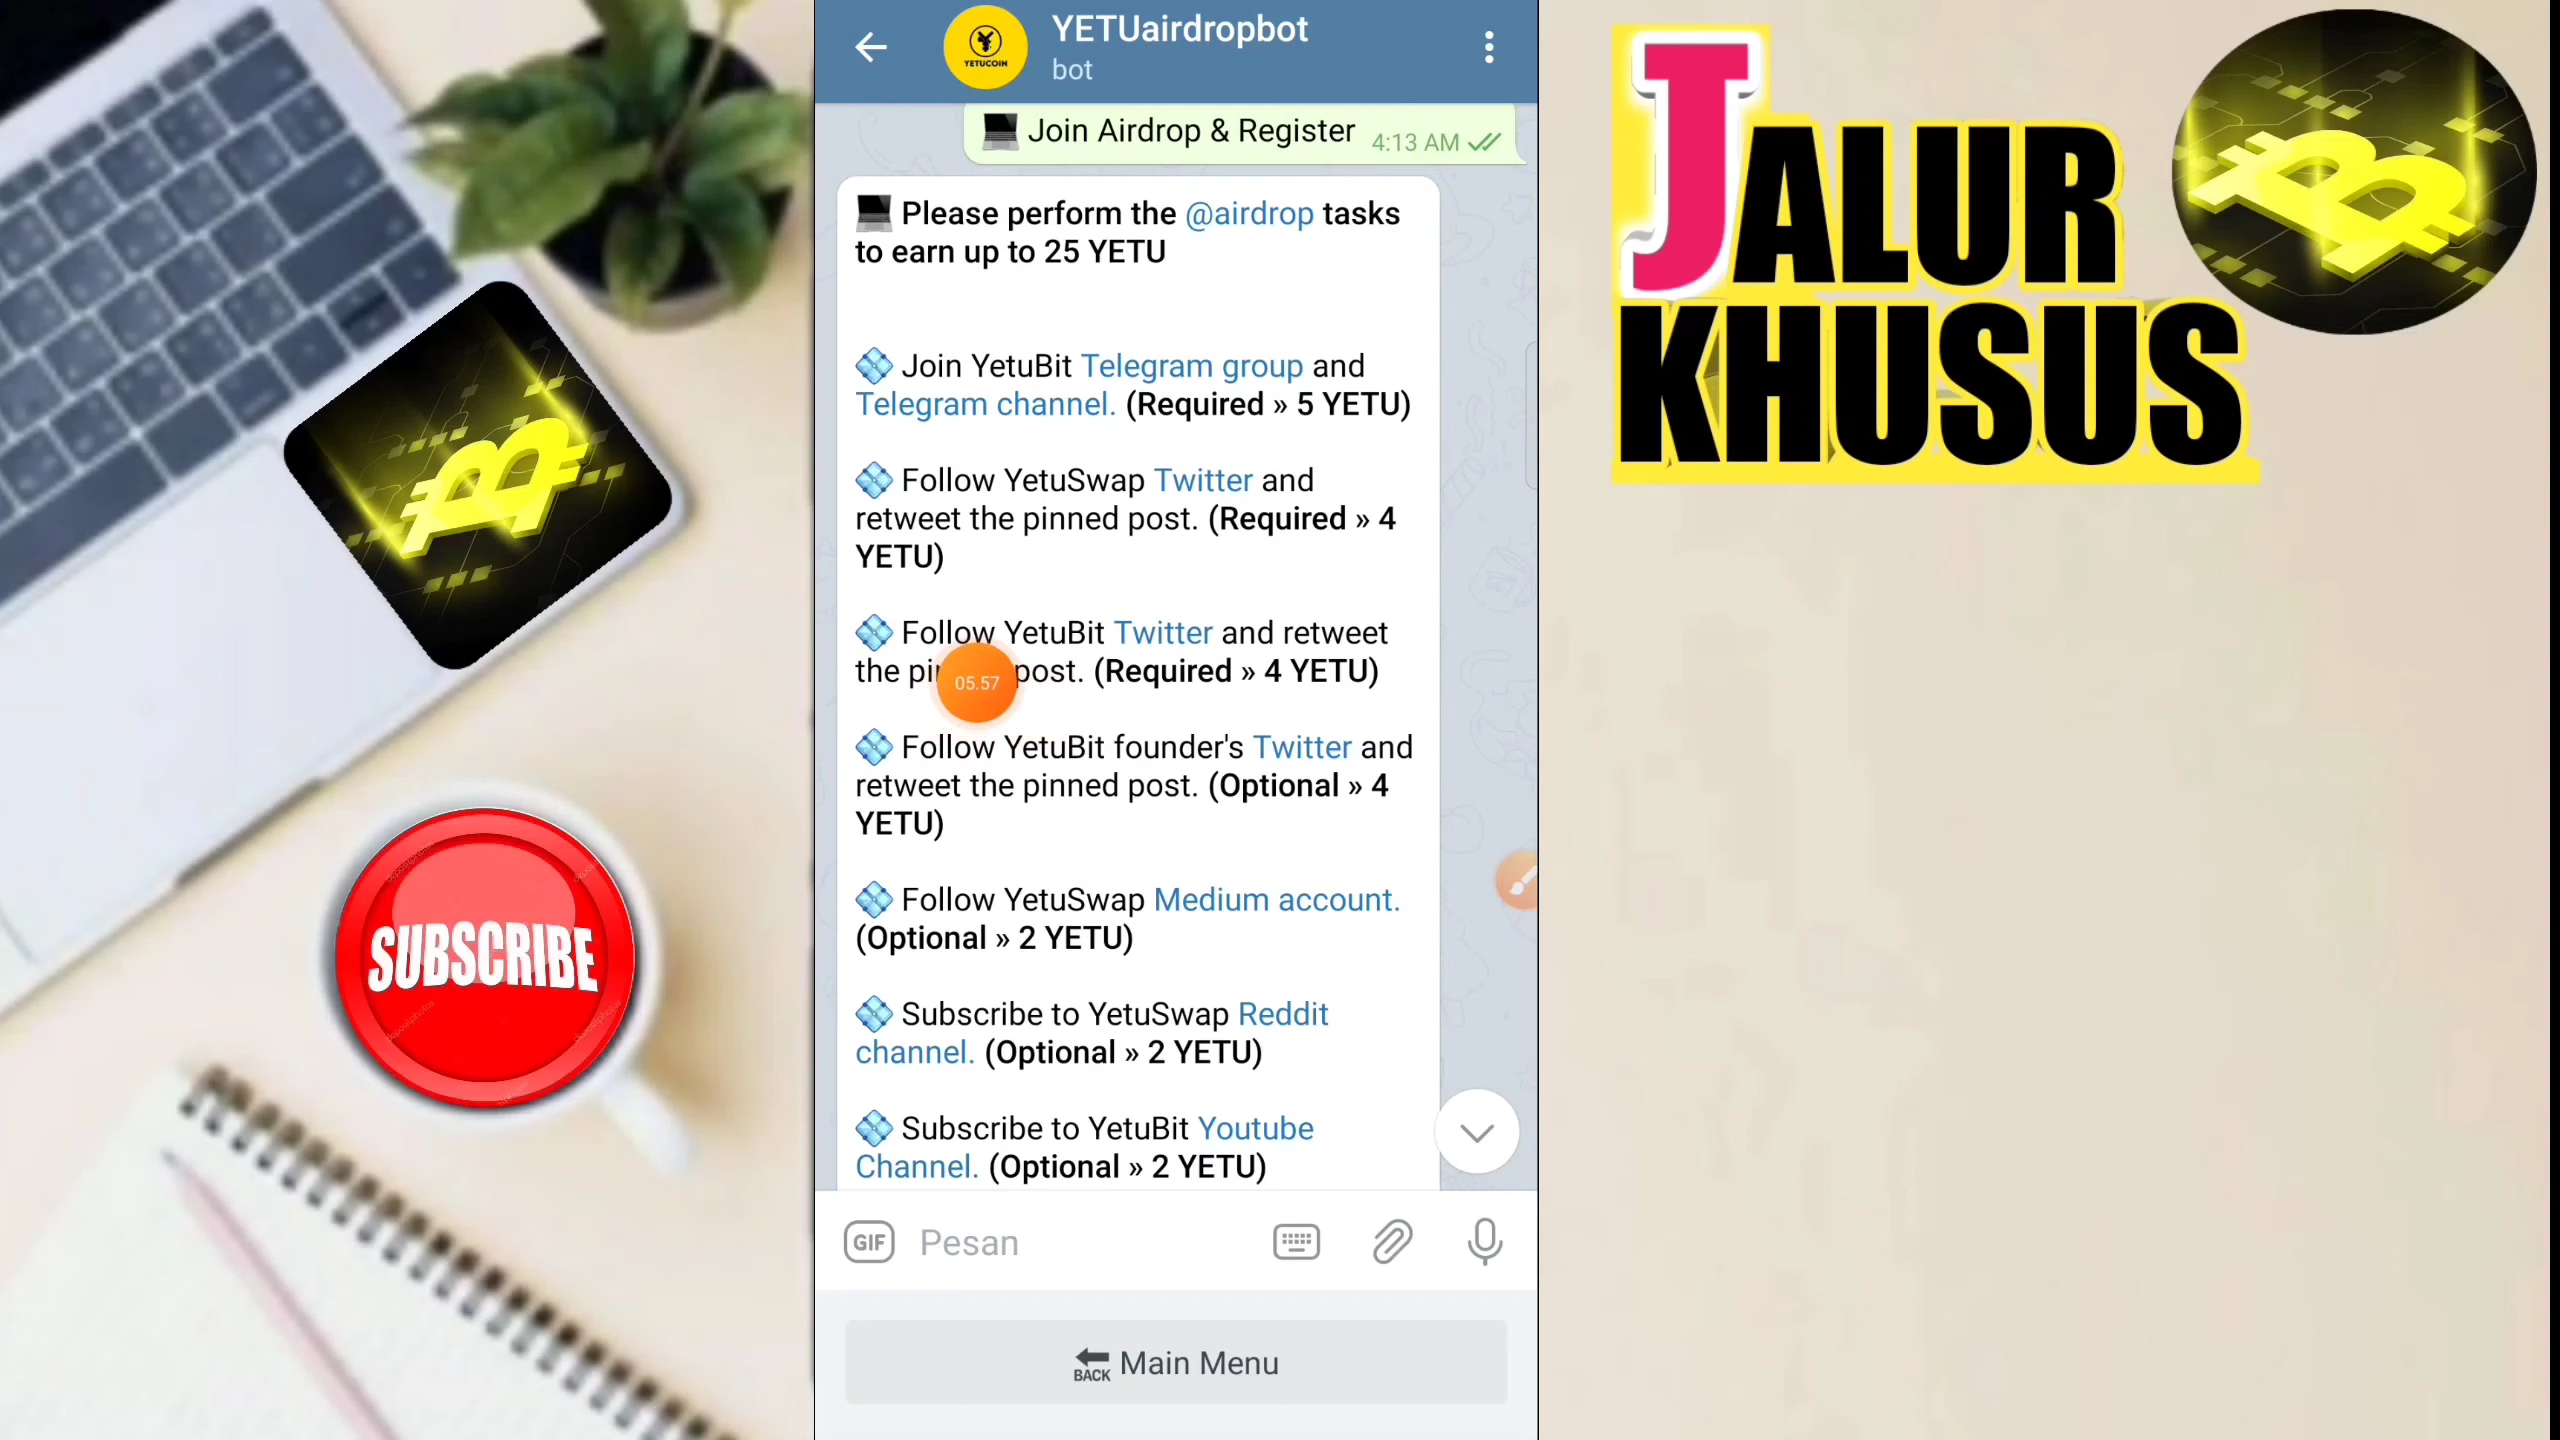 YETUairdropbot
bot
YETUCOIN
Join Airdrop & Register 4:13 AM
Please perform the @airdrop tasks
to earn up to 25 YETU
Join YetuBit Telegram group and
Telegram channel. (Required » 5 YETU)
Follow YetuSwap Twitter and
retweet the pinned post. (Required » 4
YETU)
Follow YetuBit Twitter and retweet
the pi post. (Required » 4 YETU)
05.57
Follow YetuBit founder's Twitter and
retweet the pinned post. (Optional » 4
YETU)
Follow YetuSwap Medium account.
(Optional » 2 YETU)
Subscribe to YetuSwap Reddit
channel. (Optional » 2 YETU)
Subscribe to YetuBit Youtube
Channel. (Optional » 2 YETU)
GIF Pesan
BACK Main Menu
SUBSCRIBE
JALUR
KHUSUS